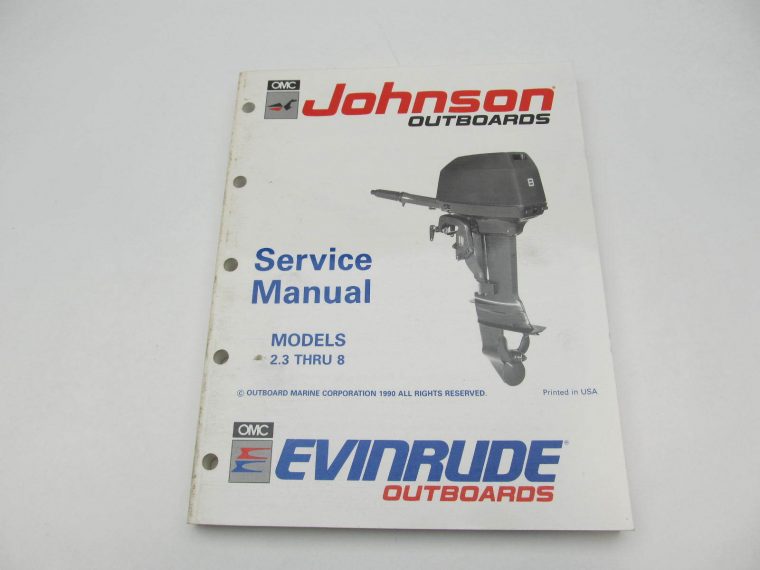 OMC
Johnson
OUTBOARDS
8
Service
Manual
MODELS
2.3 THRU 8
© OUTBOARD MARINE CORPORATION 1990 ALL RIGHTS RESERVED.
Printed in USA
OMC
EVINRUDE®
OUTBOARDS